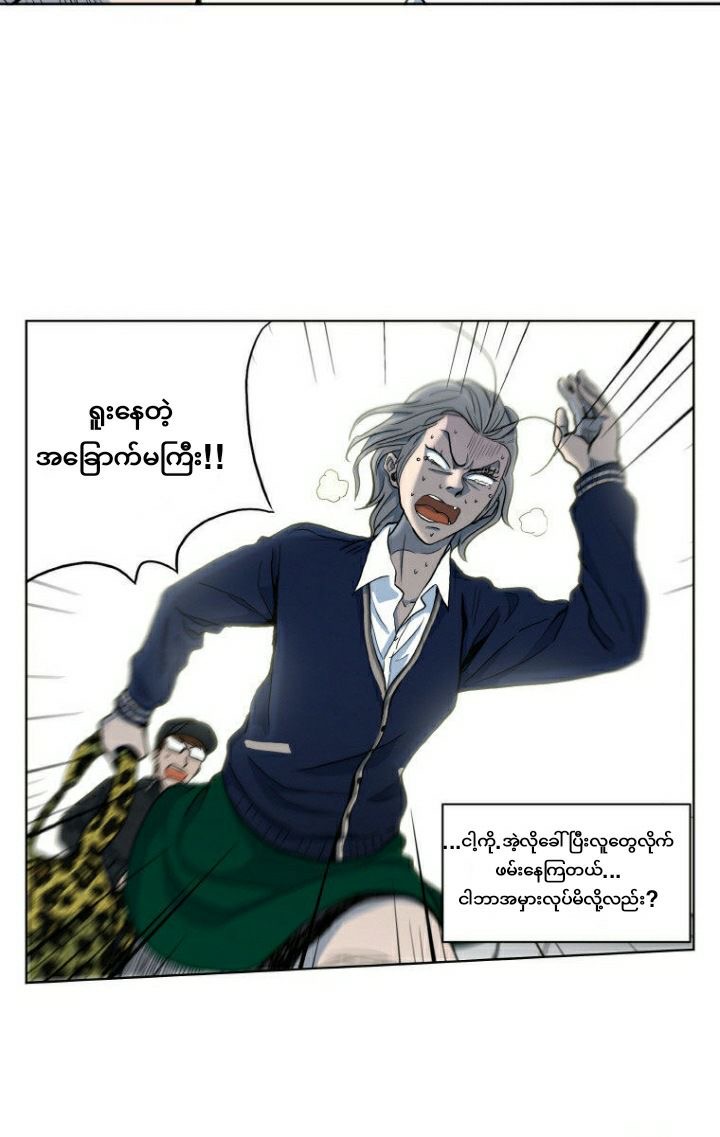 ရူးနေတဲ့
အခြောက်မကြီး!!
...ငါ့ကို.အဲ့လိုခေါ်ပြီးလူတွေလိုက်
ဖမ်းနေကြတယ်...
ငါဘာအမှားလုပ်မိလို့လည်း?